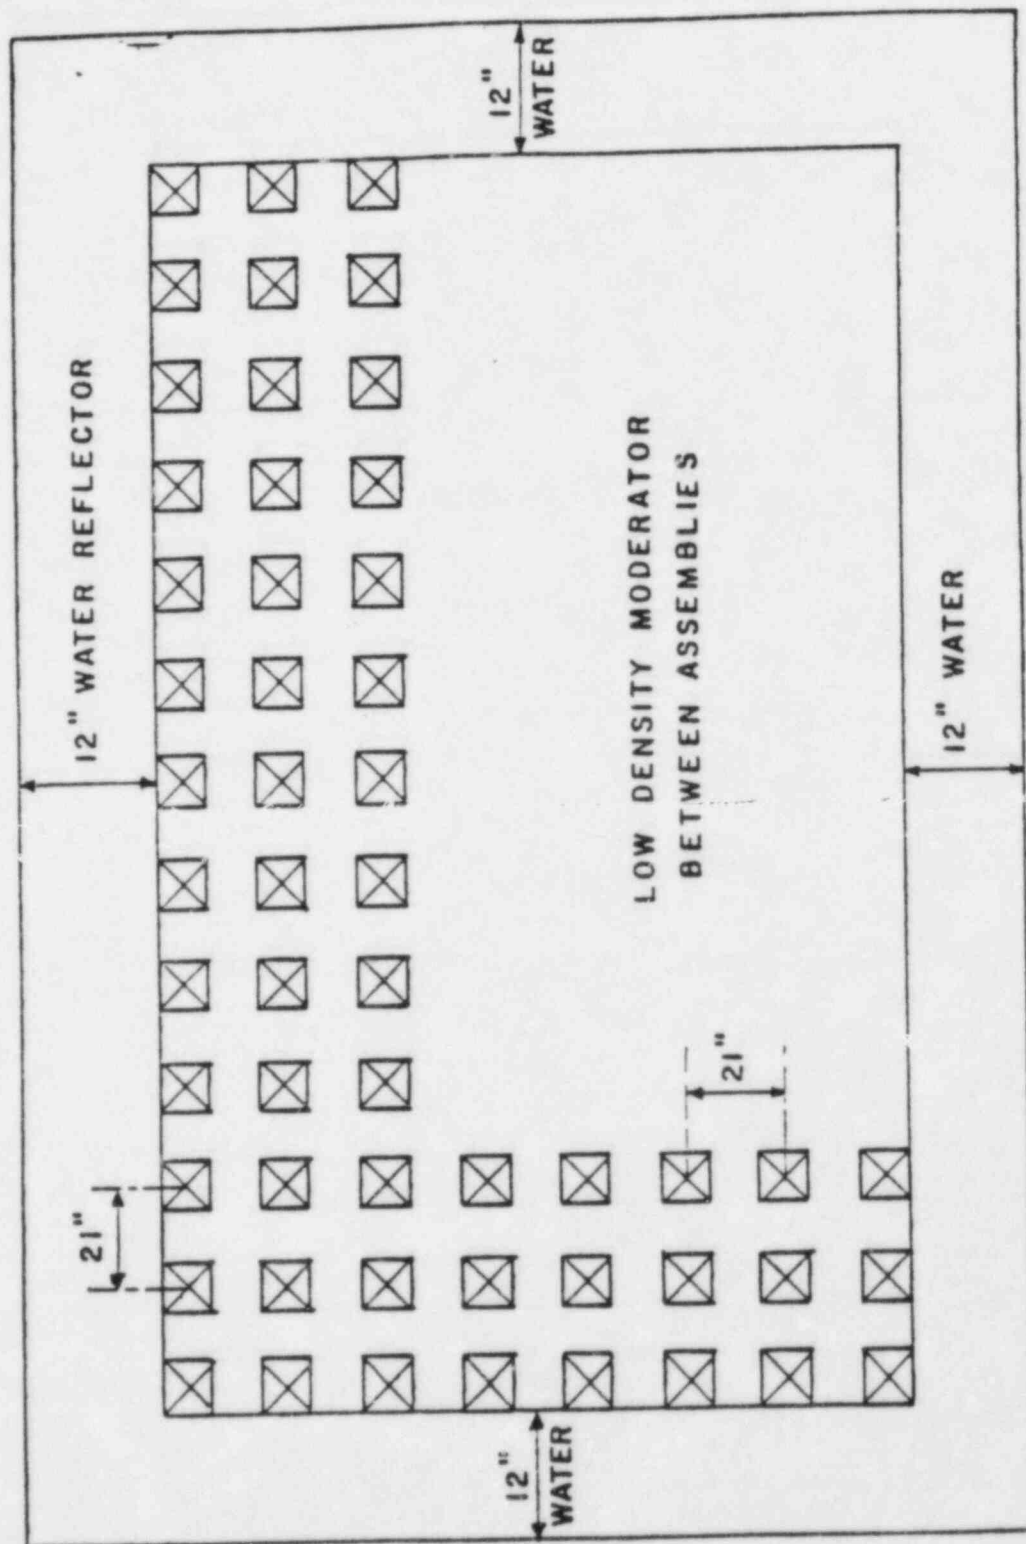 12" WATER REFLECTOR
12"
WATER
21"
LOW DENSITY MODERATOR
BETWEEN ASSEMBLIES
21"
12"
WATER
12" WATER